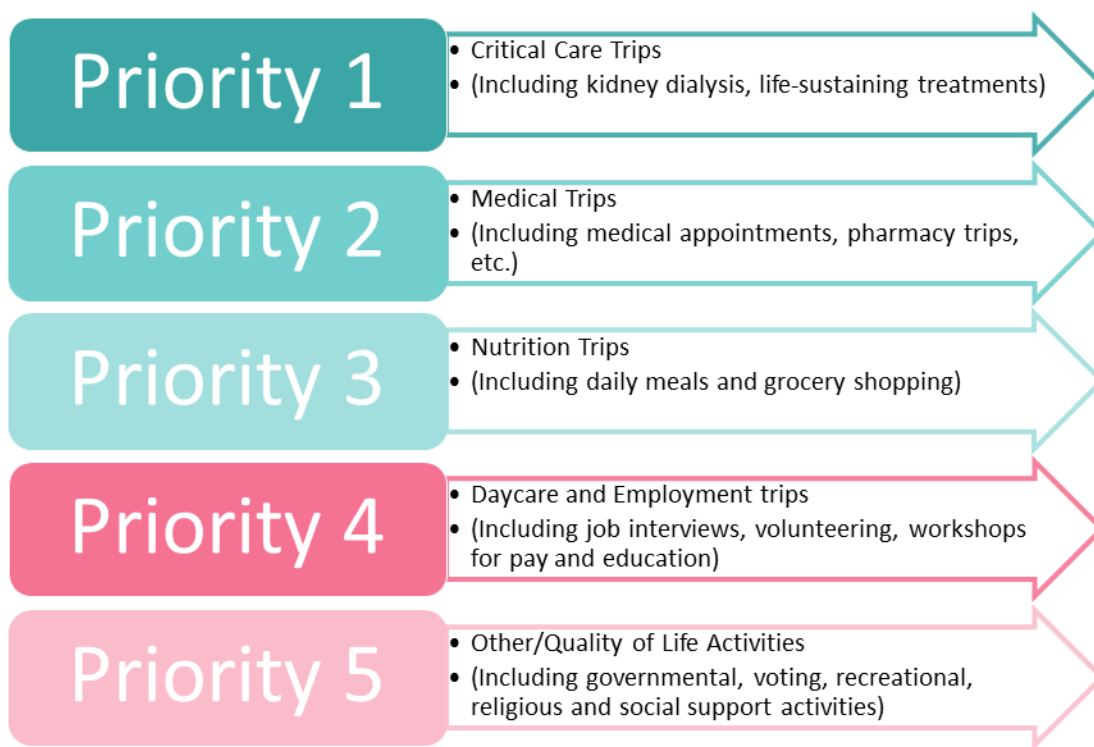 Priority 1
• Critical Care Trips
• (Including kidney dialysis, life-sustaining treatments)
Priority 2
• Medical Trips
• (Including medical appointments, pharmacy trips,
etc.)
Priority 3
• Nutrition Trips
• (Including daily meals and grocery shopping)
Priority 4
• Daycare and Employment trips
• (Including job interviews, volunteering, workshops
for pay and education)
Priority 5
• Other/Quality of Life Activities
• (Including governmental, voting, recreational,
religious and social support activities)